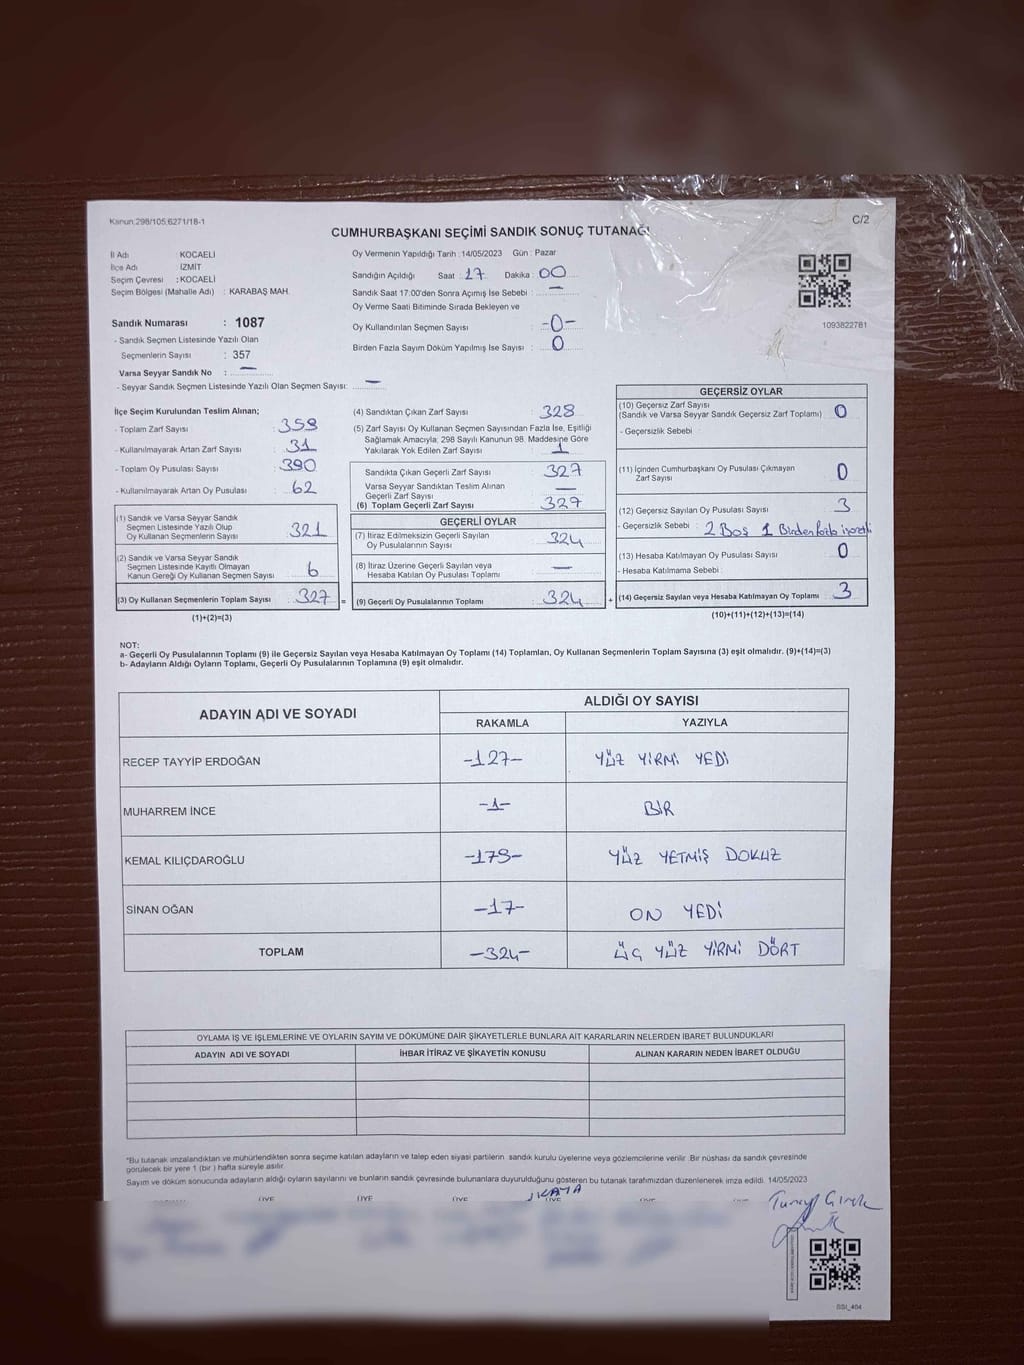 Kanun:298/105,6271/18-1
C/2
CUMHURBAŞKANI SEÇİMİ SANDIK SONUÇ TUTANAĞI
İl Adı : KOCAELİ
İlçe Adı : İZMİT
Seçim Çevresi : KOCAELİ
Seçim Bölgesi (Mahalle Adı) : KARABAŞ MAH.
Sandık Numarası : 1087
- Sandık Seçmen Listesinde Yazılı Olan
Seçmenlerin Sayısı : 357
Varsa Seyyar Sandık No : —
- Seyyar Sandık Seçmen Listesinde Yazılı Olan Seçmen Sayısı: —
Oy Vermenin Yapıldığı Tarih : 14/05/2023 Gün : Pazar
Sandığın Açıldığı Saat : 17 Dakika : 00
Sandık Saat 17:00'den Sonra Açımış İse Sebebi : —
Oy Verme Saati Bitiminde Sırada Bekleyen ve
Oy Kullandırılan Seçmen Sayısı : -0-
Birden Fazla Sayım Döküm Yapılmış İse Sayısı : 0
1093822781
İlçe Seçim Kurulundan Teslim Alınan;
- Toplam Zarf Sayısı : 359
- Kullanılmayarak Artan Zarf Sayısı : 31
- Toplam Oy Pusulası Sayısı : 390
- Kullanılmayarak Artan Oy Pusulası : 62
(1) Sandık ve Varsa Seyyar Sandık
Seçmen Listesinde Yazılı Olup
Oy Kullanan Seçmenlerin Sayısı 321
(2) Sandık ve Varsa Seyyar Sandık
Seçmen Listesinde Kayıtlı Olmayan
Kanun Gereği Oy Kullanan Seçmen Sayısı 6
(3) Oy Kullanan Seçmenlerin Toplam Sayısı 327 =
(1)+(2)=(3)
(4) Sandıktan Çıkan Zarf Sayısı : 328
(5) Zarf Sayısı Oy Kullanan Seçmen Sayısından Fazla İse, Eşitliği
Sağlamak Amacıyla; 298 Sayılı Kanunun 98. Maddesine Göre
Yakılarak Yok Edilen Zarf Sayısı : 1
Sandıkta Çıkan Geçerli Zarf Sayısı : 327
Varsa Seyyar Sandıktan Teslim Alınan
Geçerli Zarf Sayısı —
(6) Toplam Geçerli Zarf Sayısı : 327
GEÇERLİ OYLAR
(7) İtiraz Edilmeksizin Geçerli Sayılan
Oy Pusulalarının Sayısı 324
(8) İtiraz Üzerine Geçerli Sayılan veya
Hesaba Katılan Oy Pusulası Toplamı —
(9) Geçerli Oy Pusulalarının Toplamı 324 +
GEÇERSİZ OYLAR
(10) Geçersiz Zarf Sayısı
(Sandık ve Varsa Seyyar Sandık Geçersiz Zarf Toplamı) : 0
- Geçersizlik Sebebi :
(11) İçinden Cumhurbaşkanı Oy Pusulası Çıkmayan
Zarf Sayısı 0
(12) Geçersiz Sayılan Oy Pusulası Sayısı : 3
- Geçersizlik Sebebi : 2 Boş 1 Birden fazla
(13) Hesaba Katılmayan Oy Pusulası Sayısı : 0
- Hesaba Katılmama Sebebi :
(14) Geçersiz Sayılan veya Hesaba Katılmayan Oy Toplamı 3
(10)+(11)+(12)+(13)=(14)
NOT:
a- Geçerli Oy Pusulalarının Toplamı (9) ile Geçersiz Sayılan veya Hesaba Katılmayan Oy Toplamı (14) Toplamları, Oy Kullanan Seçmenlerin Toplam Sayısına (3) eşit olmalıdır. (9)+(14)=(3)
b- Adayların Aldığı Oyların Toplamı, Geçerli Oy Pusulalarının Toplamına (9) eşit olmalıdır.
ADAYIN ADI VE SOYADI
ALDIĞI OY SAYISI
RAKAMLA YAZIYLA
RECEP TAYYİP ERDOĞAN -127- YÜZ YİRMİ YEDİ
MUHARREM İNCE -1- BİR
KEMAL KILIÇDAROĞLU -179- YÜZ YETMİŞ DOKUZ
SİNAN OĞAN -17- ON YEDİ
TOPLAM -324- ÜÇ YÜZ YİRMİ DÖRT
OYLAMA İŞ VE İŞLEMLERİNE VE OYLARIN SAYIM VE DÖKÜMÜNE DAİR ŞİKAYETLERLE BUNLARA AİT KARARLARIN NELERDEN İBARET BULUNDUKLARI
ADAYIN ADI VE SOYADI İHBAR İTİRAZ VE ŞİKAYETİN KONUSU ALINAN KARARIN NEDEN İBARET OLDUĞU
*Bu tutanak imzalandıktan ve mühürlendikten sonra seçime katılan adayların ve talep eden siyasi partilerin sandık kurulu üyelerine veya gözlemcilerine verilir. Bir nüshası da sandık çevresinde
görülecek bir yere 1 (bir) hafta süreyle asılır.
Sayım ve döküm sonucunda adayların aldığı oyların sayılarını ve bunların sandık çevresinde bulunanlara duyurulduğunu gösteren bu tutanak tarafımızdan düzenlenerek imza edildi. 14/05/2023
ÜYE ÜYE ÜYE ÜYE
SSİ_404